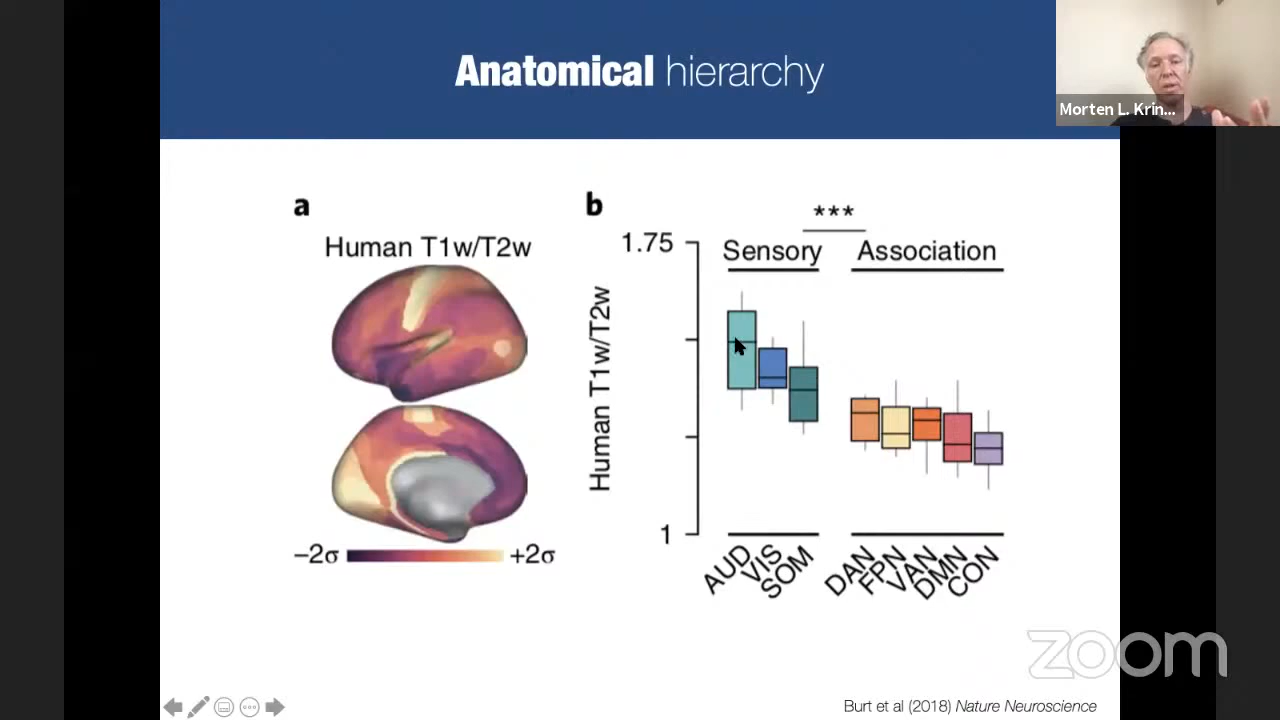 Anatomical hierarchy
Morten L. Krin...
a
Human T1w/T2w
−2σ
+2σ
b
***
1.75
Sensory
Association
Human T1w/T2w
1
AUD
VIS
SOM
DAN
FPN
VAN
DMN
CON
zoom
Burt et al (2018) Nature Neuroscience